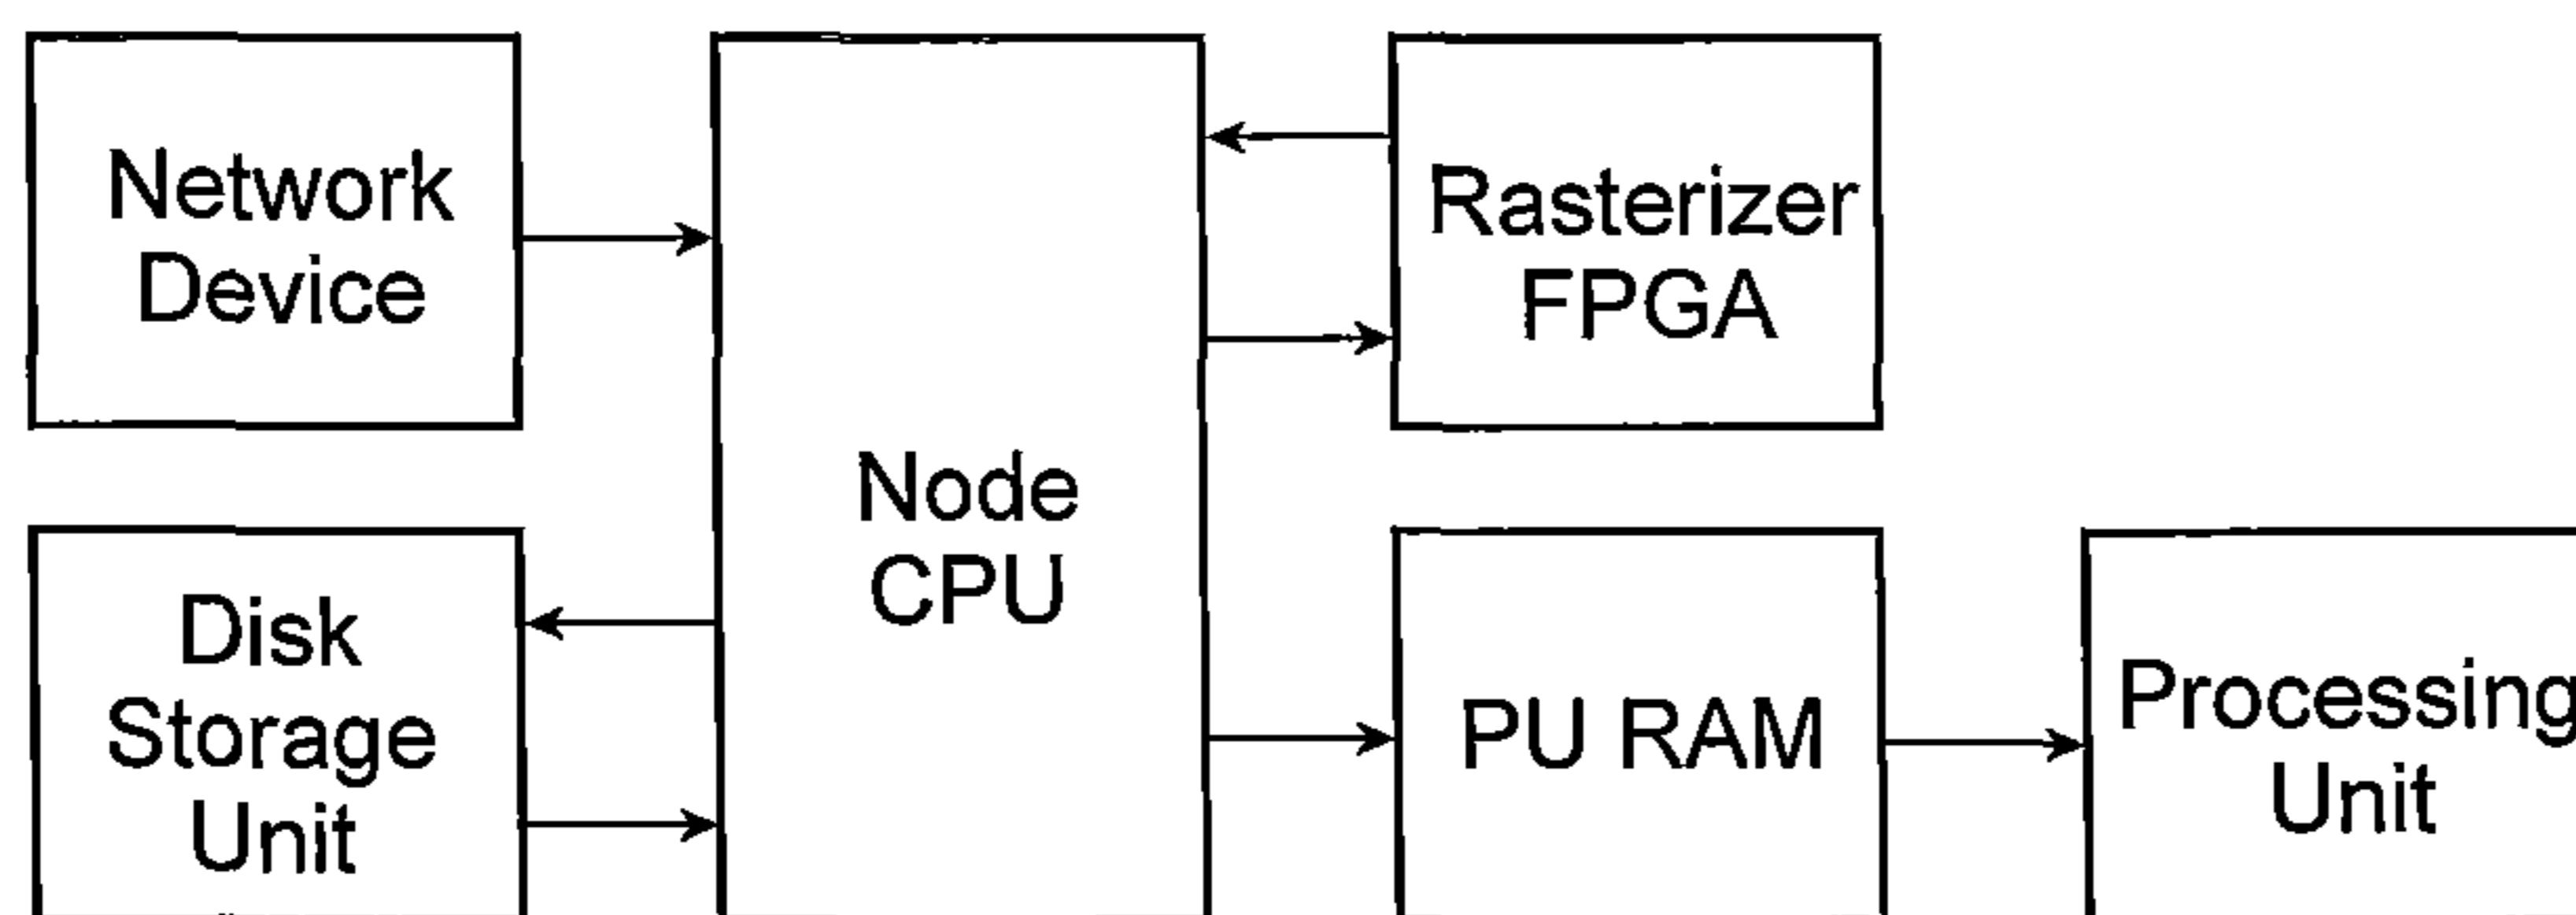 Network
Device
Node
CPU
Rasterizer
FPGA
Disk
Storage
Unit
PU RAM
Processing
Unit